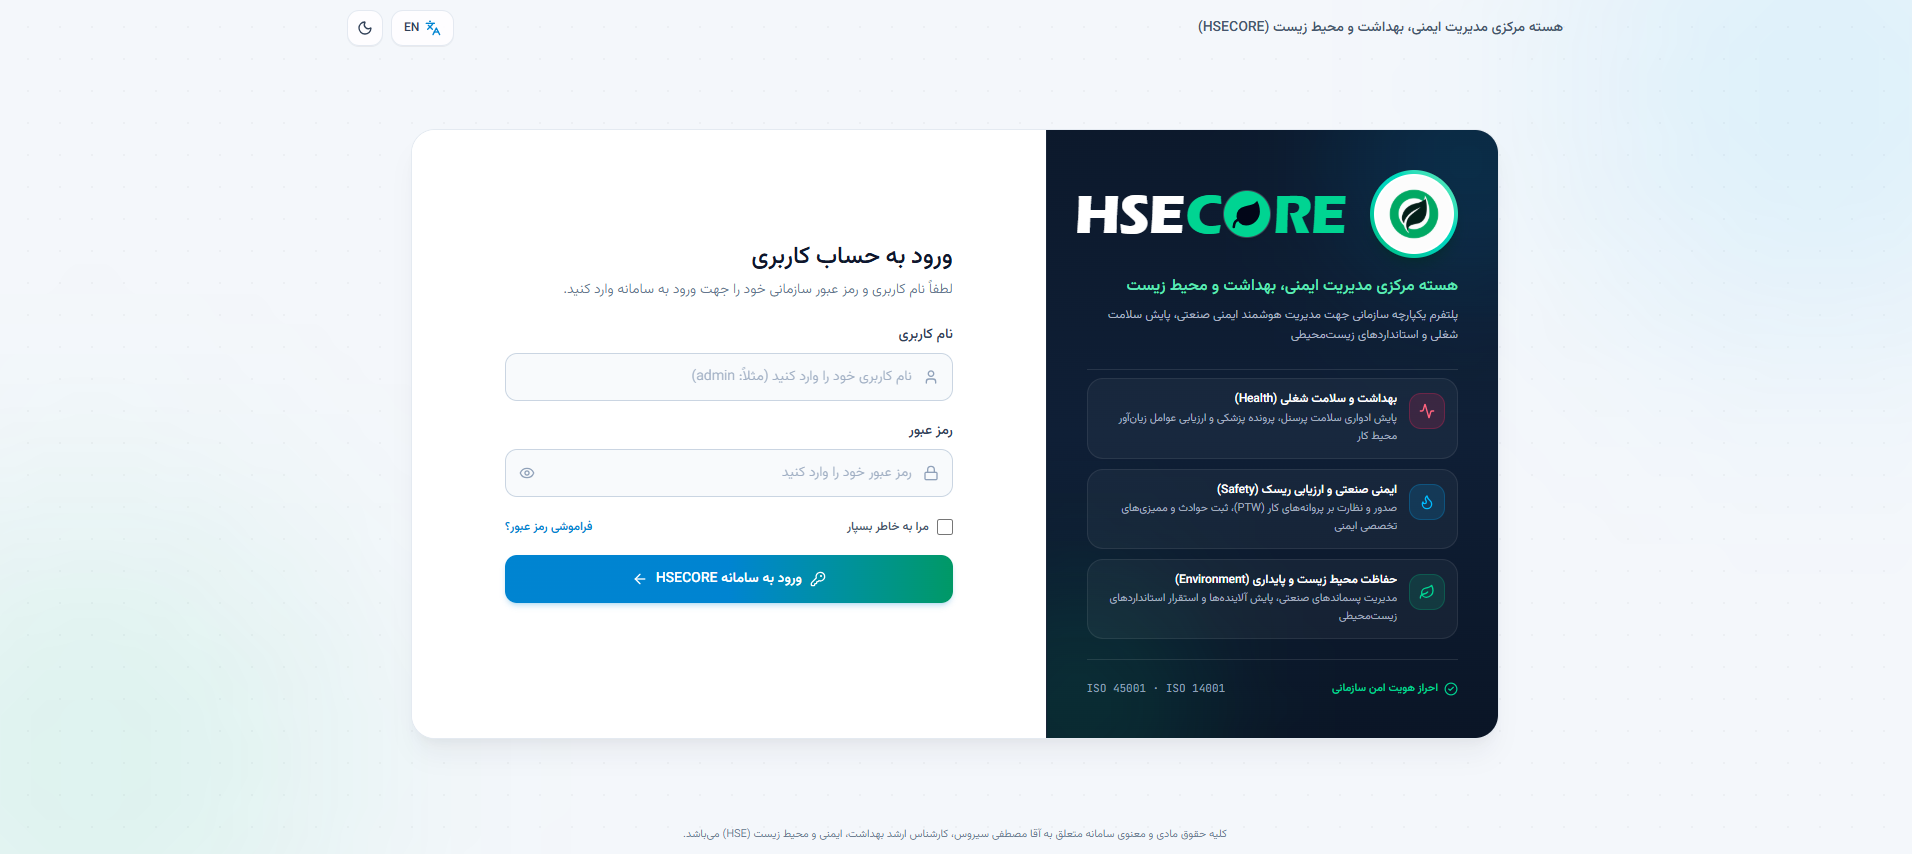 هسته مرکزی مدیریت ایمنی، بهداشت و محیط زیست (HSECORE)
EN
HSECORE
هسته مرکزی مدیریت ایمنی، بهداشت و محیط زیست
پلتفرم یکپارچه سازمانی جهت مدیریت هوشمند ایمنی صنعتی، پایش سلامت
شغلی و استانداردهای زیست‌محیطی
بهداشت و سلامت شغلی (Health)
پایش ادواری سلامت پرسنل، پرونده پزشکی و ارزیابی عوامل زیان‌آور
محیط کار
ایمنی صنعتی و ارزیابی ریسک (Safety)
صدور و نظارت بر پروانه‌های کار (PTW)، ثبت حوادث و ممیزی‌های
تخصصی ایمنی
حفاظت محیط زیست و پایداری (Environment)
مدیریت پسماندهای صنعتی، پایش آلاینده‌ها و استقرار استانداردهای
زیست‌محیطی
احراز هویت امن سازمانی
ISO 45001 · ISO 14001
ورود به حساب کاربری
لطفاً نام کاربری و رمز عبور سازمانی خود را جهت ورود به سامانه وارد کنید.
نام کاربری
نام کاربری خود را وارد کنید (مثلاً: admin)
رمز عبور
رمز عبور خود را وارد کنید
مرا به خاطر بسپار
فراموشی رمز عبور؟
ورود به سامانه HSECORE
کلیه حقوق مادی و معنوی سامانه متعلق به آقا مصطفی سیروس، کارشناس ارشد بهداشت، ایمنی و محیط زیست (HSE) می‌باشد.